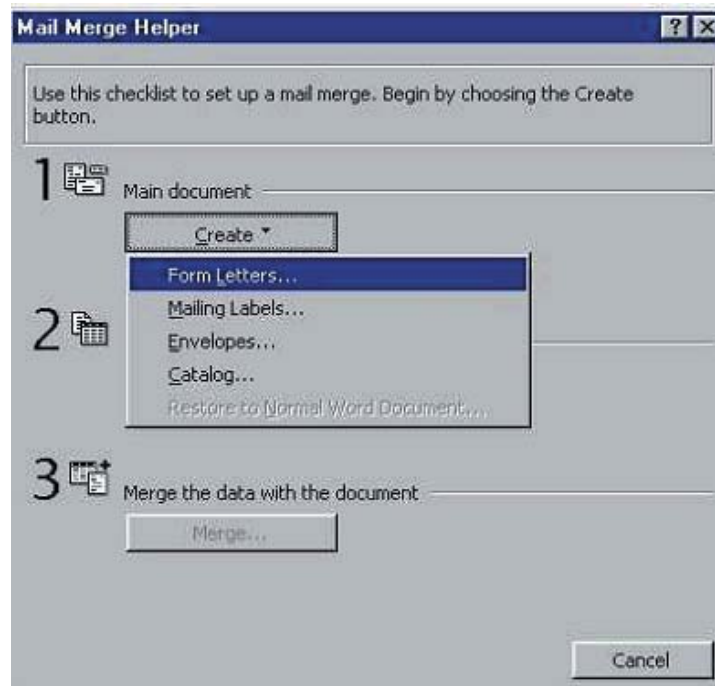 Mail Merge Helper
Use this checklist to set up a mail merge. Begin by choosing the Create
button.
1 Main document
Create
Form Letters...
Mailing Labels...
2
Envelopes...
Catalog...
Restore to Normal Word Document...
3 Merge the data with the document
Merge...
Cancel